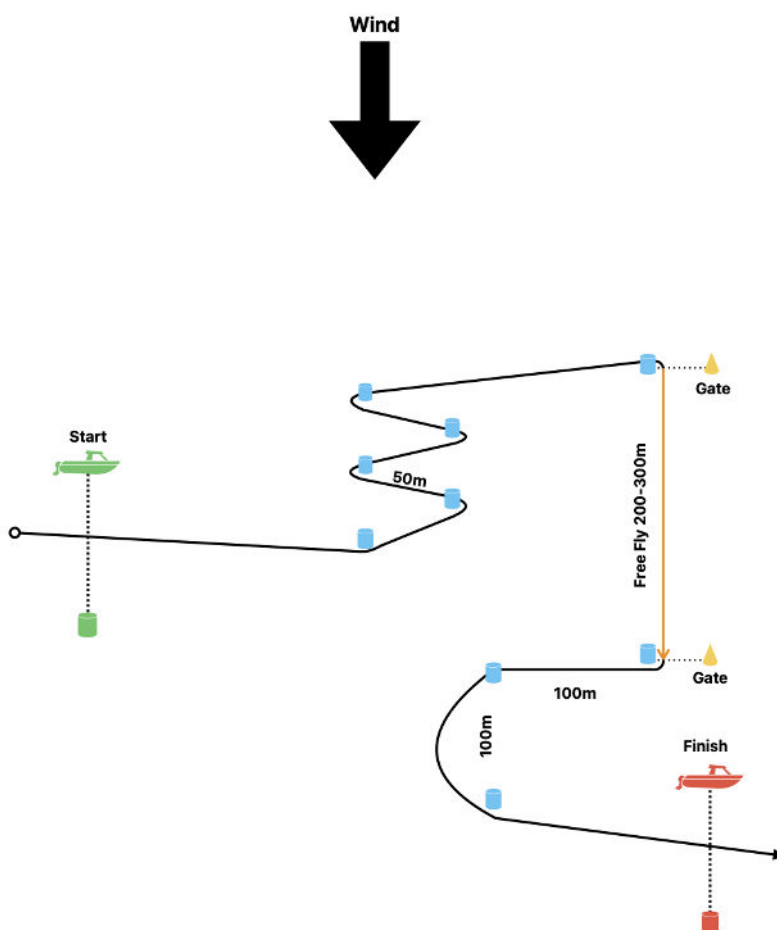 Wind
Gate
Start
50m
Free Fly 200-300m
Gate
100m
100m
Finish